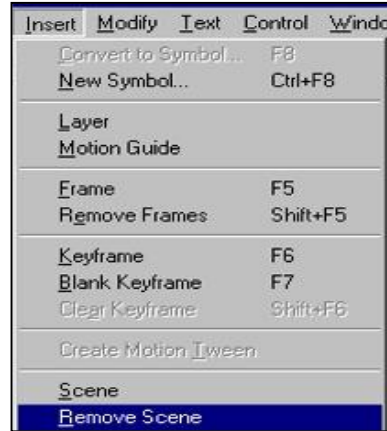 Insert Modify Text Control Windo
Convert to Symbol... F8
New Symbol... Ctrl+F8
Layer
Motion Guide
Frame F5
Remove Frames Shift+F5
Keyframe F6
Blank Keyframe F7
Clear Keyframe Shift+F6
Create Motion Tween
Scene
Remove Scene